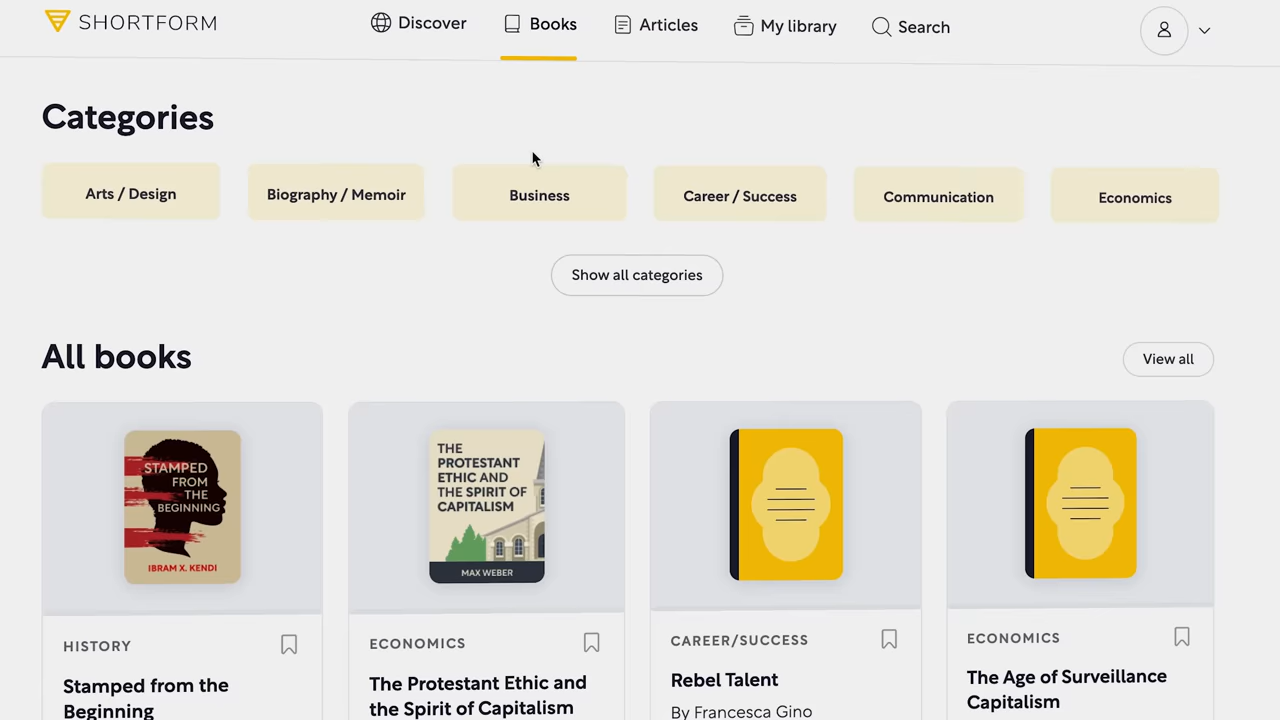 SHORTFORM
Discover
Books
Articles
My library
Search
Categories
Arts / Design
Biography / Memoir
Business
Career / Success
Communication
Economics
Show all categories
All books
View all
STAMPED
FROM
THE
BEGINNING
IBRAM X. KENDI
HISTORY
Stamped from the
Beginning
THE
PROTESTANT
ETHIC AND
THE SPIRIT OF
CAPITALISM
MAX WEBER
ECONOMICS
The Protestant Ethic and
the Spirit of Capitalism
CAREER/SUCCESS
Rebel Talent
By Francesca Gino
ECONOMICS
The Age of Surveillance
Capitalism